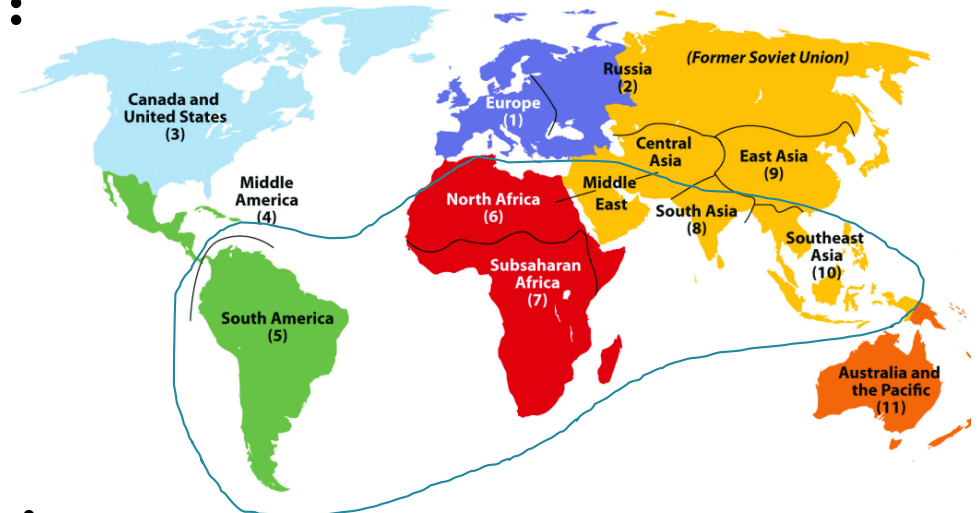 (Former Soviet Union)
Russia
(2)
Europe
(1)
Canada and
United States
(3)
Central
Asia
East Asia
(9)
Middle
America
(4)
Middle
East
North Africa
(6)
South Asia
(8)
Southeast
Asia
(10)
Subsaharan
Africa
(7)
South America
(5)
Australia and
the Pacific
(11)